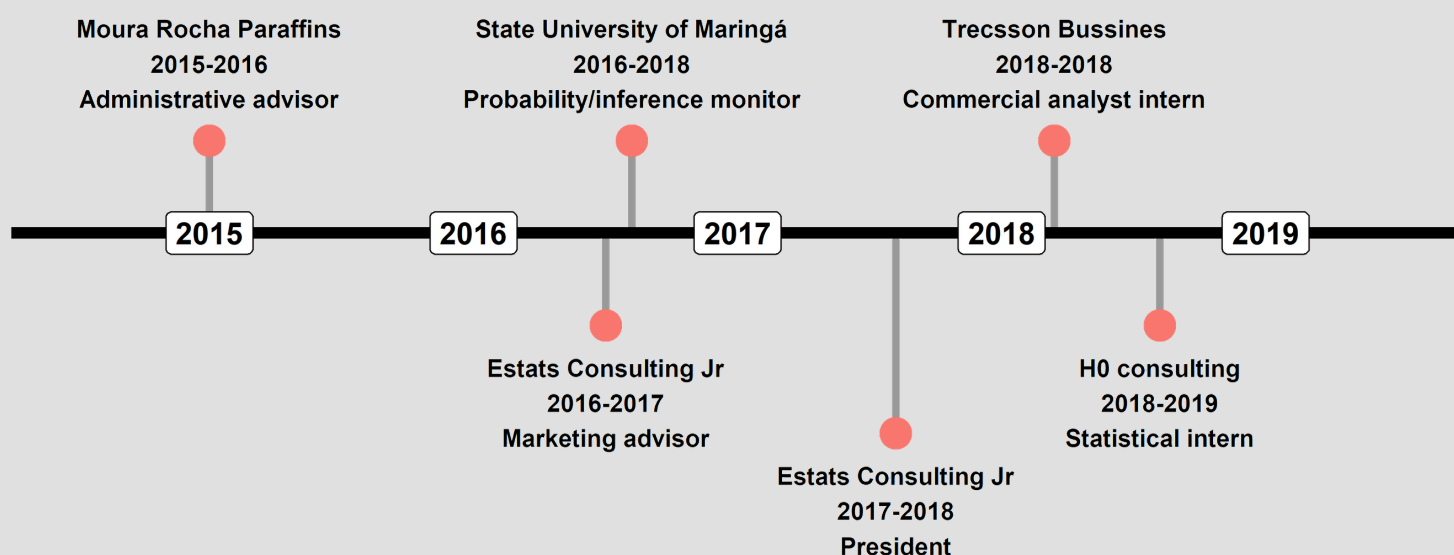 Moura Rocha Paraffins
2015-2016
Administrative advisor
State University of Maringá
2016-2018
Probability/inference monitor
Trecsson Bussines
2018-2018
Commercial analyst intern
2015
2016
2017
2018
2019
Estats Consulting Jr
2016-2017
Marketing advisor
Estats Consulting Jr
2017-2018
President
H0 consulting
2018-2019
Statistical intern